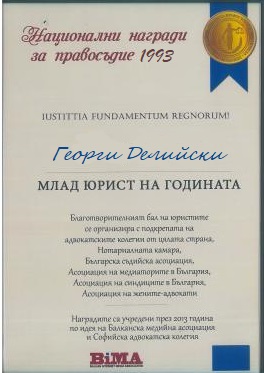 Национални награди
за правосъдие 1993
IUSTITTIA FUNDAMENTUM REGNORUM!
Георги Делийски
МЛАД ЮРИСТ НА ГОДИНАТА
Благотворителният бал на юристите
се организира с подкрепата на
адвокатските колегии от цялата страна,
Нотариалната камара,
Българска съдийска асоциация,
Асоциация на медиаторите в България,
Асоциация на синдиците в България,
Асоциация на жените-адвокати
Наградите са учредени през 2013 година
по идея на Балканска медийна асоциация
и Софийска адвокатска колегия
BiMA